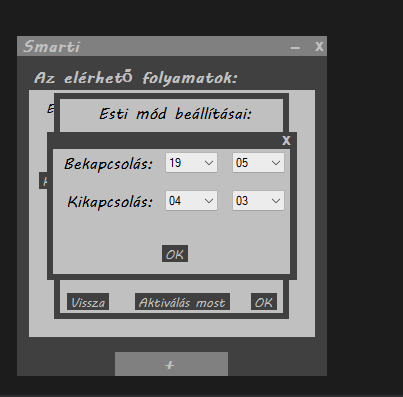 Smarti – X
Az elérhető folyamatok:
Esti mód beállításai:
X
Bekapcsolás: 19 05
Kikapcsolás: 04 03
OK
Vissza Aktiválás most OK
+